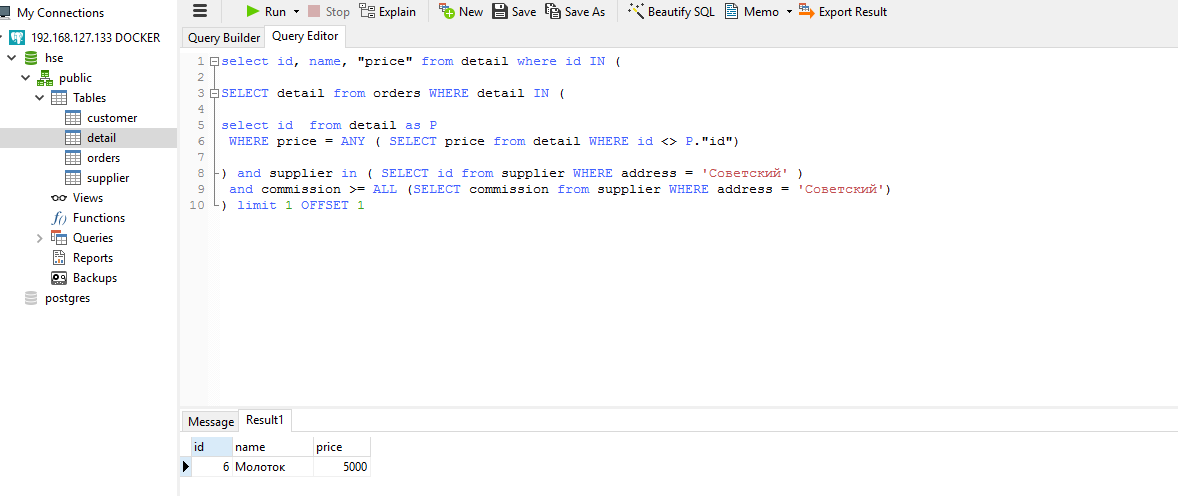 My Connections
192.168.127.133 DOCKER
hse
public
Tables
customer
detail
orders
supplier
Views
Functions
Queries
Reports
Backups
postgres
Run Stop Explain New Save Save As Beautify SQL Memo Export Result
Query Builder Query Editor
1 select id, name, "price" from detail where id IN (
2
3 SELECT detail from orders WHERE detail IN (
4
5 select id  from detail as P
6  WHERE price = ANY ( SELECT price from detail WHERE id <> P."id")
7
8 ) and supplier in ( SELECT id from supplier WHERE address = 'Советский' )
9  and commission >= ALL (SELECT commission from supplier WHERE address = 'Советский')
10 ) limit 1 OFFSET 1
Message Result1
id name price
6 Молоток 5000